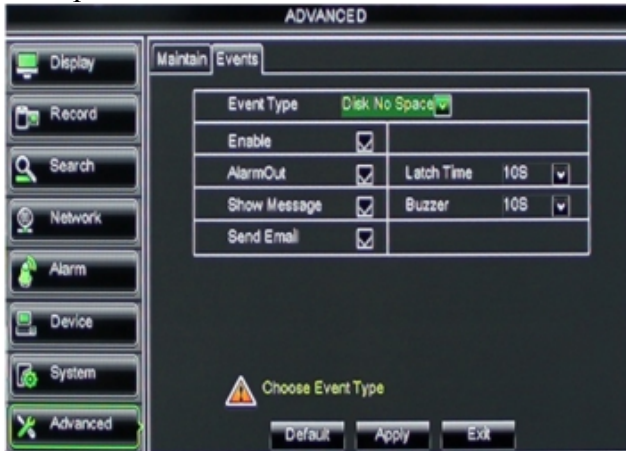 ADVANCED
Display
Record
Search
Network
Alarm
Device
System
Advanced
Maintain Events
Event Type Disk No Space
Enable
AlarmOut Latch Time 10S
Show Message Buzzer 10S
Send Email
Choose Event Type
Default Apply Exit